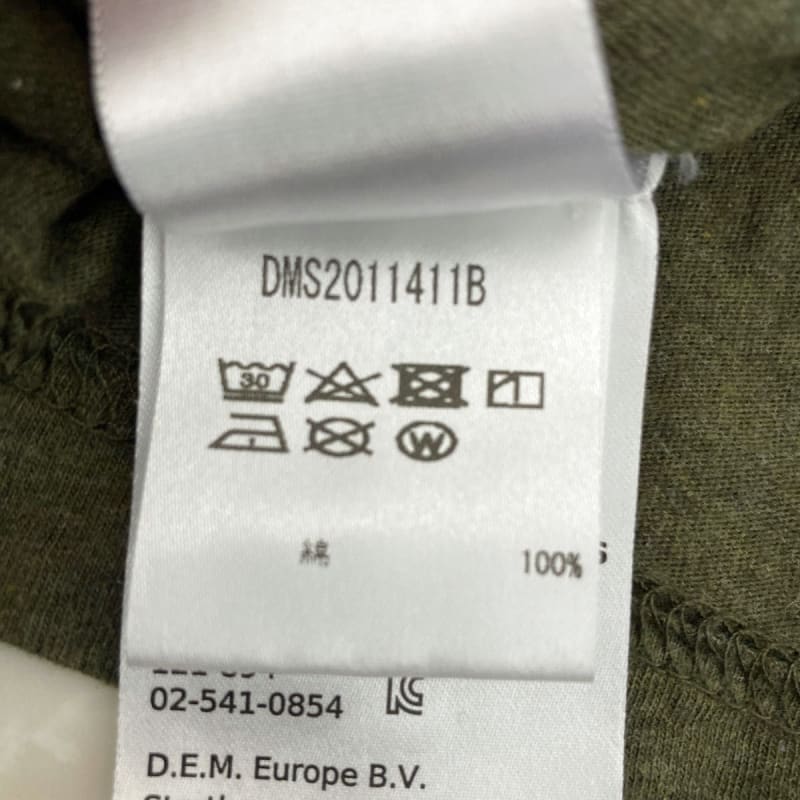 DMS2011411B
30
W
綿 100%
s
02-541-0854
D.E.M. Europe B.V.